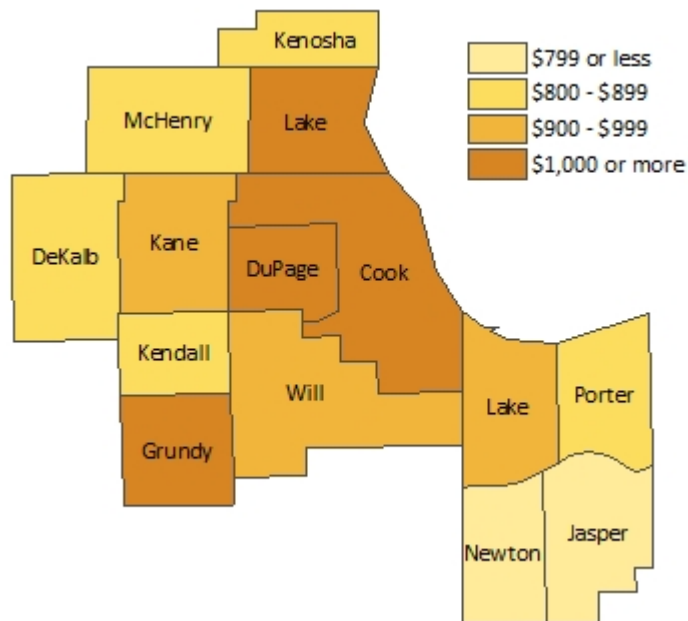 Kenosha
$799 or less
$800 - $899
$900 - $999
$1,000 or more
McHenry
Lake
DeKalb
Kane
DuPage
Cook
Kendall
Will
Lake
Porter
Grundy
Newton
Jasper